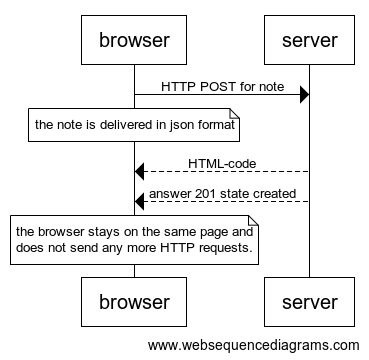 browser server
HTTP POST for note
the note is delivered in json format
HTML-code
answer 201 state created
the browser stays on the same page and
does not send any more HTTP requests.
browser server
www.websequencediagrams.com